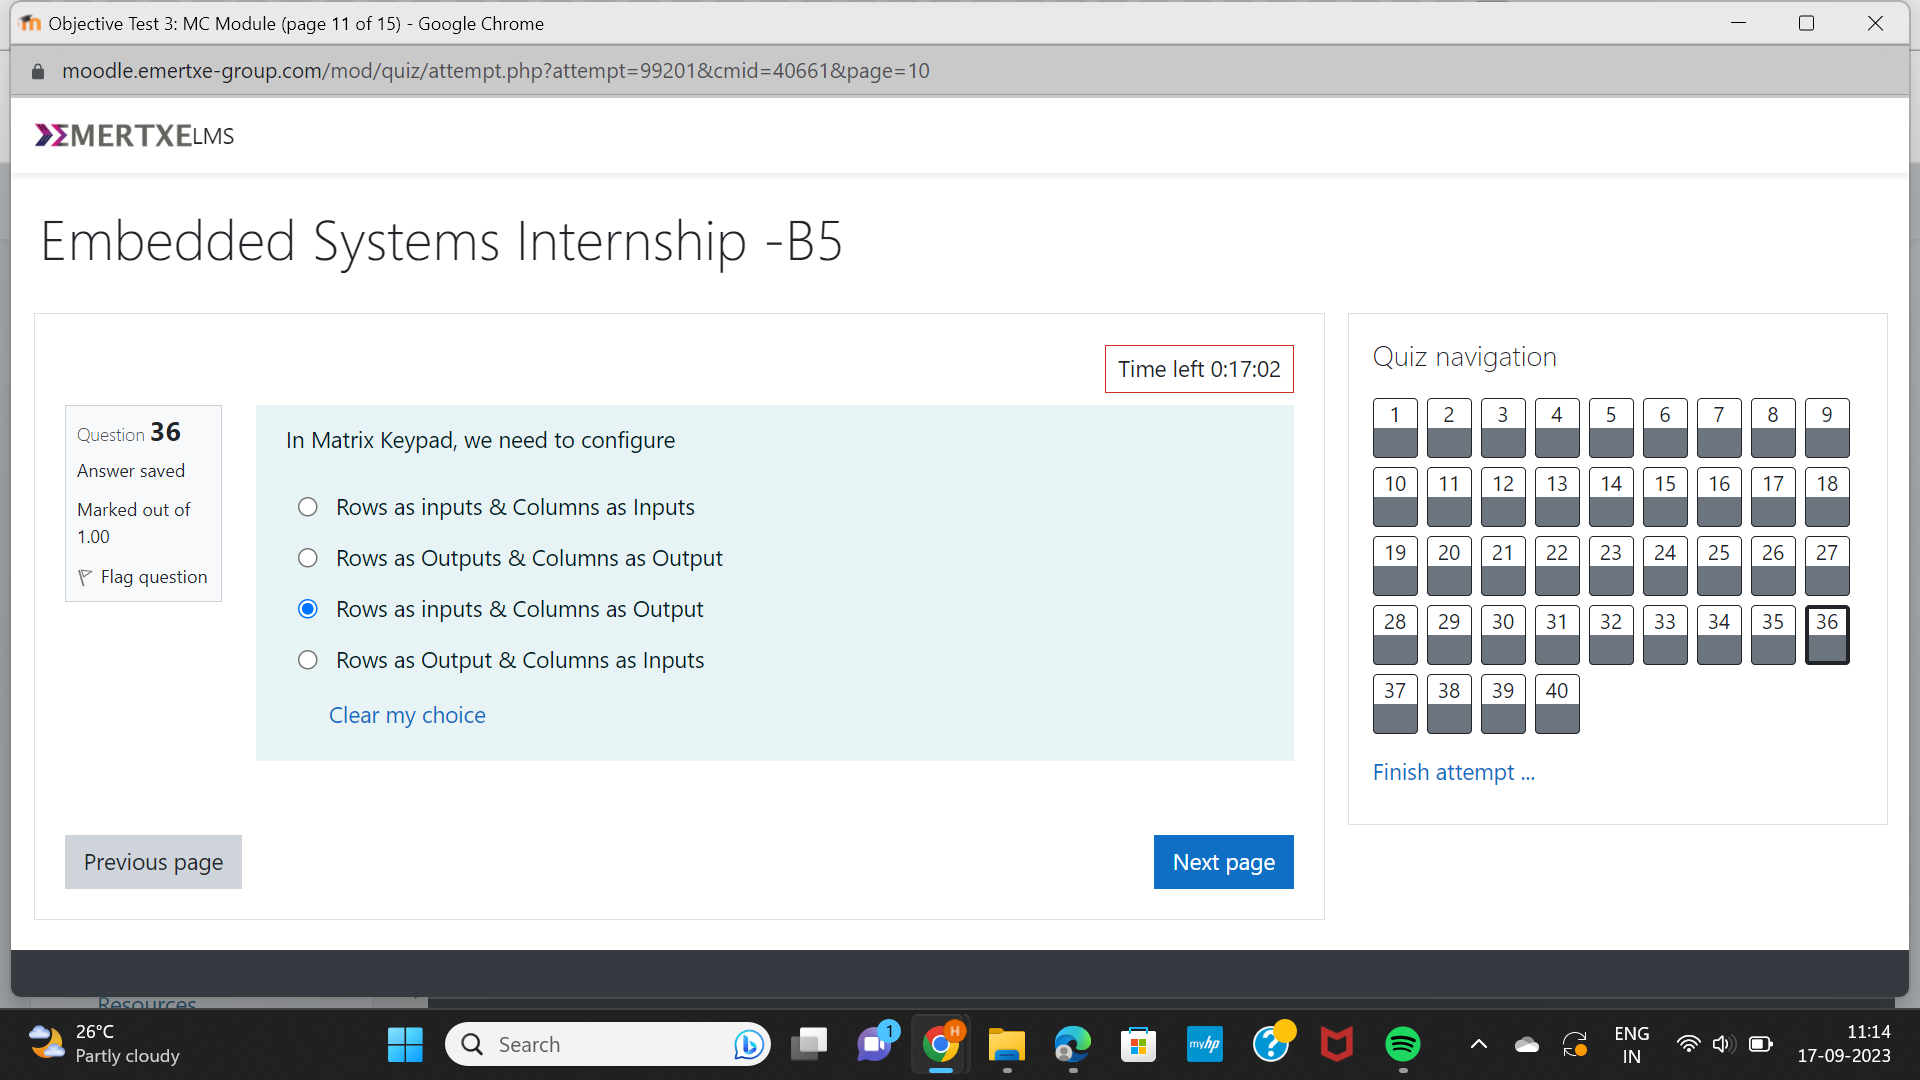 Objective Test 3: MC Module (page 11 of 15) - Google Chrome
moodle.emertxe-group.com/mod/quiz/attempt.php?attempt=99201&cmid=40661&page=10
EMERTXE LMS
Embedded Systems Internship -B5
Time left 0:17:02
Question 36
Answer saved
Marked out of
1.00
Flag question
In Matrix Keypad, we need to configure
Rows as inputs & Columns as Inputs
Rows as Outputs & Columns as Output
Rows as inputs & Columns as Output
Rows as Output & Columns as Inputs
Clear my choice
Previous page
Next page
Quiz navigation
1 2 3 4 5 6 7 8 9
10 11 12 13 14 15 16 17 18
19 20 21 22 23 24 25 26 27
28 29 30 31 32 33 34 35 36
37 38 39 40
Finish attempt ...
Resources
26°C
Partly cloudy
Search
1
H
myhp
ENG
IN
11:14
17-09-2023